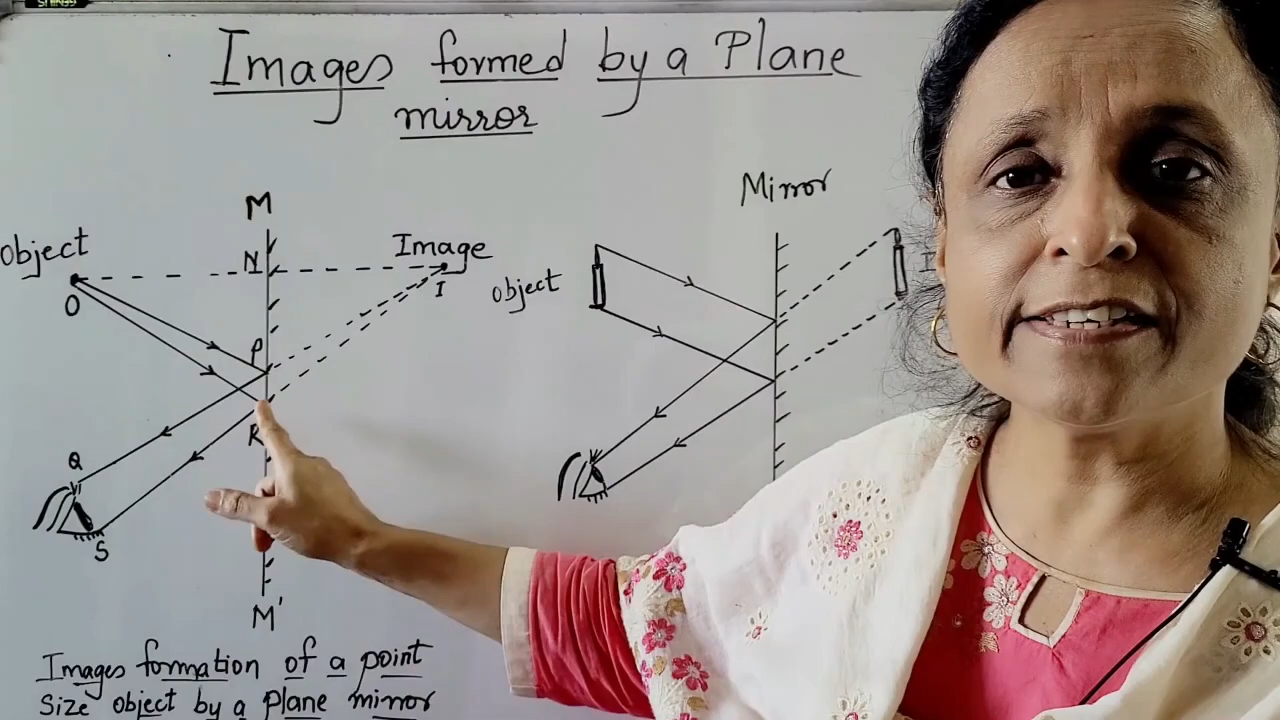 Images formed by a Plane
mirror
M
Mirror
Object
N
Image
O
I
object
P
R
Q
S
M'
Images formation of a point
Size object by a plane mirror